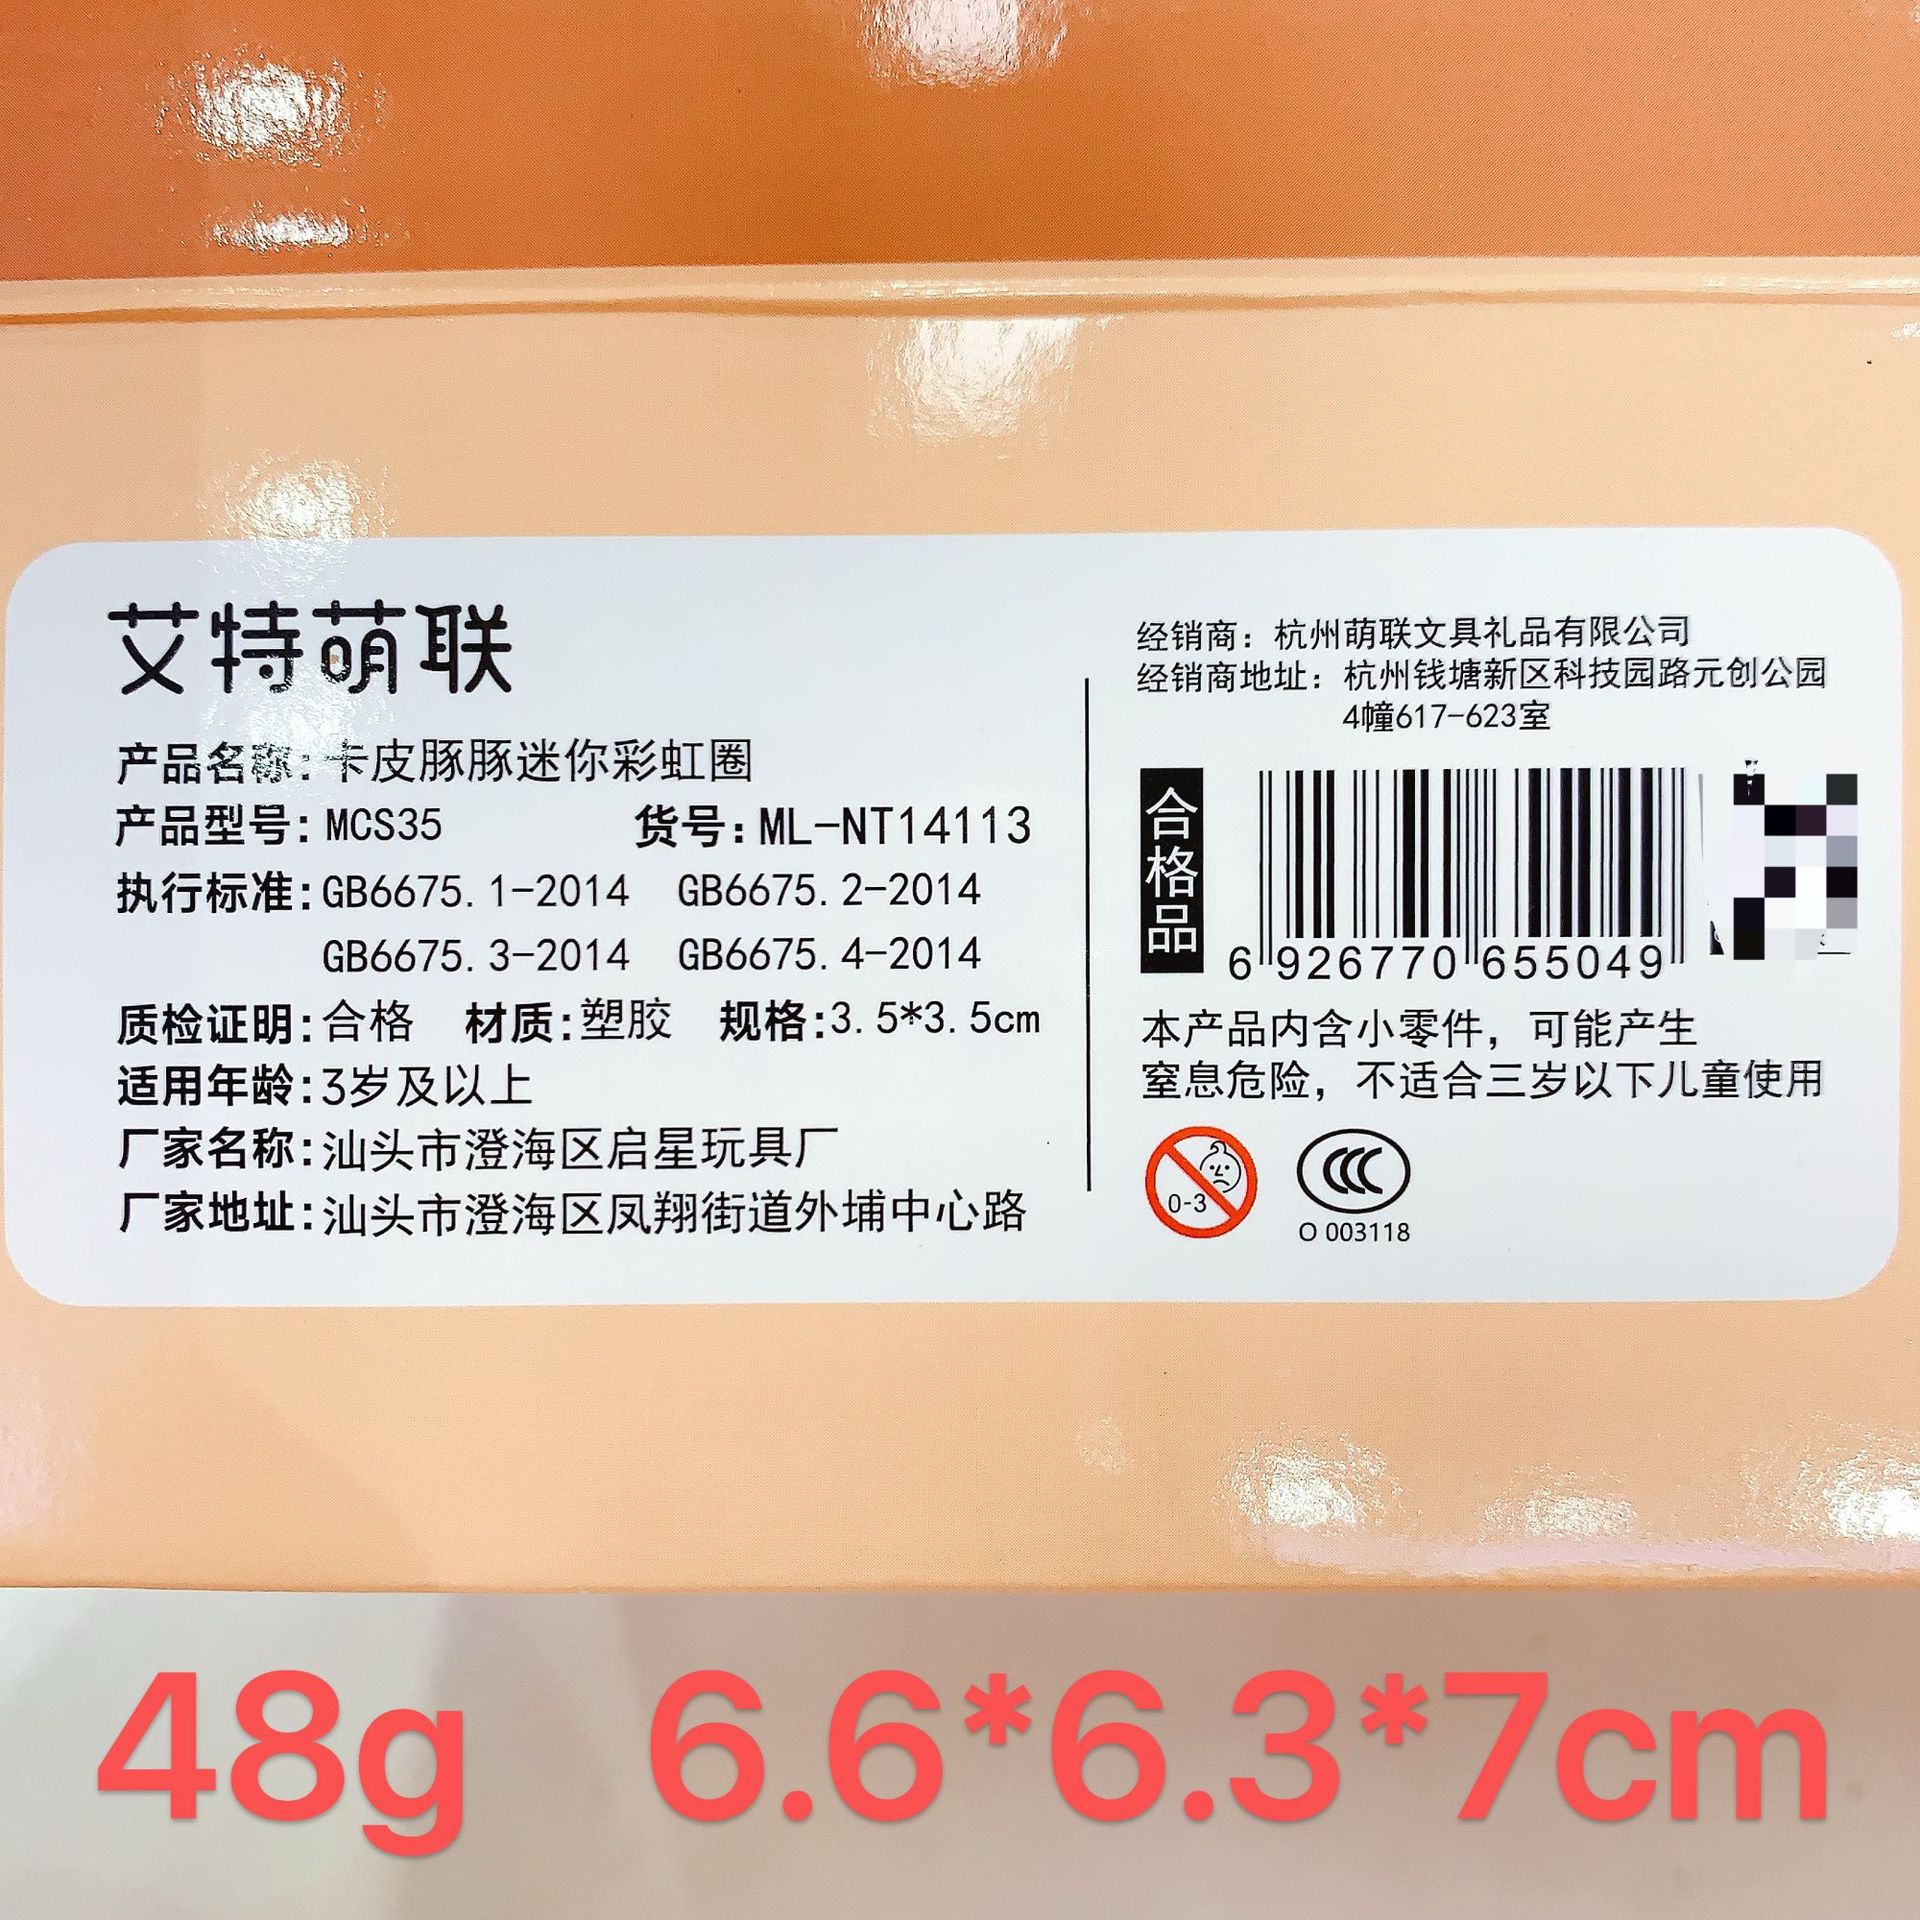 艾特萌联
产品名称:卡皮豚豚迷你彩虹圈
产品型号:MCS35 货号:ML-NT14113
执行标准:GB6675.1-2014 GB6675.2-2014
GB6675.3-2014 GB6675.4-2014
质检证明:合格 材质:塑胶 规格:3.5*3.5cm
适用年龄:3岁及以上
厂家名称:汕头市澄海区启星玩具厂
厂家地址:汕头市澄海区凤翔街道外埔中心路
经销商：杭州萌联文具礼品有限公司
经销商地址：杭州钱塘新区科技园路元创公园
4幢617-623室
合格品
6 926770 655049
本产品内含小零件，可能产生
窒息危险，不适合三岁以下儿童使用
0-3
CCC
O 003118
48g 6.6*6.3*7cm